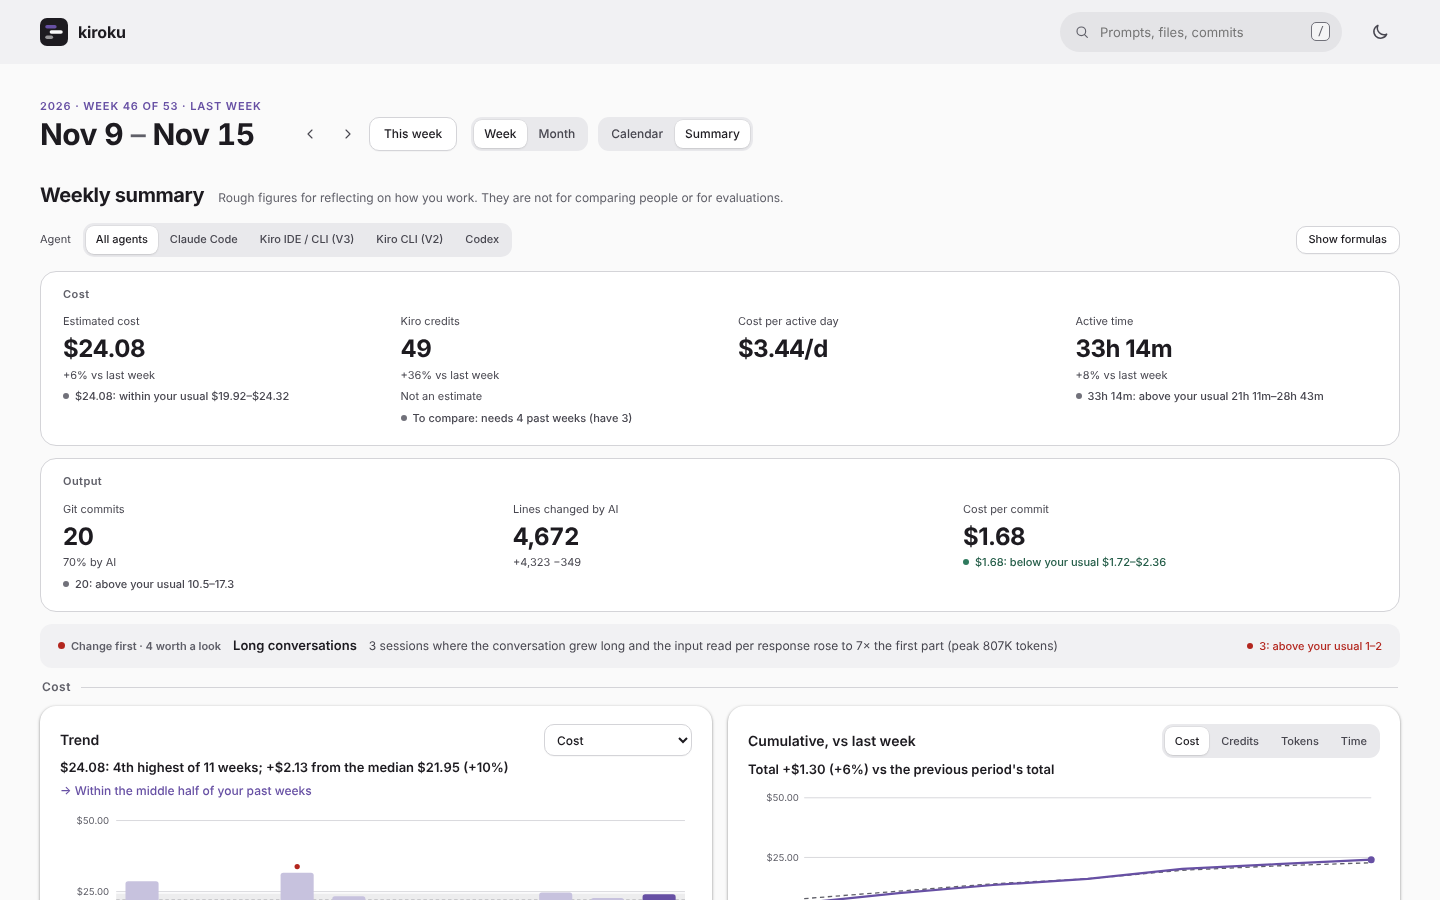 kiroku
Prompts, files, commits
/
2026 · WEEK 46 OF 53 · LAST WEEK
Nov 9 – Nov 15
This week
Week
Month
Calendar
Summary
Weekly summary
Rough figures for reflecting on how you work. They are not for comparing people or for evaluations.
Agent
All agents
Claude Code
Kiro IDE / CLI (V3)
Kiro CLI (V2)
Codex
Show formulas
Cost
Estimated cost
$24.08
+6% vs last week
$24.08: within your usual $19.92–$24.32
Kiro credits
49
+36% vs last week
Not an estimate
To compare: needs 4 past weeks (have 3)
Cost per active day
$3.44/d
Active time
33h 14m
+8% vs last week
33h 14m: above your usual 21h 11m–28h 43m
Output
Git commits
20
70% by AI
20: above your usual 10.5–17.3
Lines changed by AI
4,672
+4,323 −349
Cost per commit
$1.68
$1.68: below your usual $1.72–$2.36
Change first · 4 worth a look
Long conversations
3 sessions where the conversation grew long and the input read per response rose to 7× the first part (peak 807K tokens)
3: above your usual 1–2
Cost
Trend
Cost
$24.08: 4th highest of 11 weeks; +$2.13 from the median $21.95 (+10%)
→ Within the middle half of your past weeks
$50.00
$25.00
Cumulative, vs last week
Cost
Credits
Tokens
Time
Total +$1.30 (+6%) vs the previous period's total
$50.00
$25.00